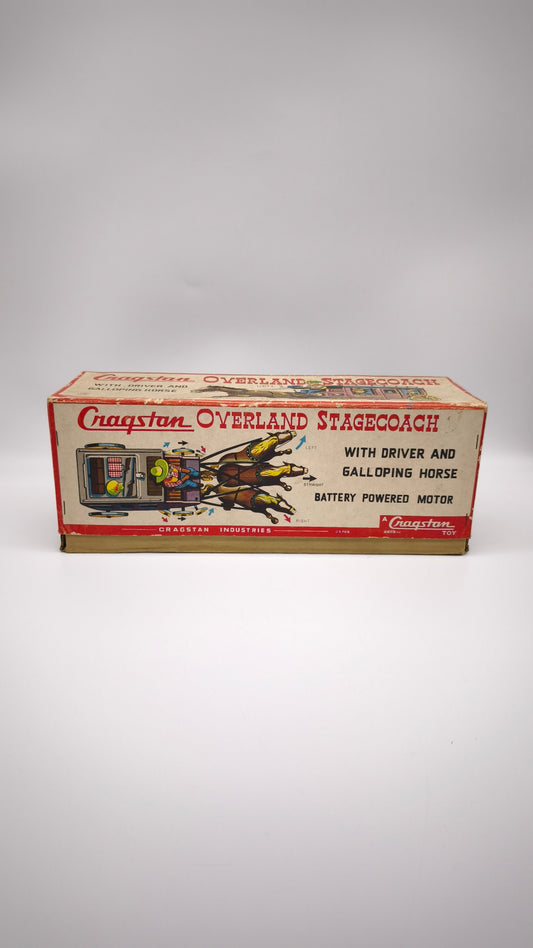 Cragstan OVERLAND STAGECOACH
WITH DRIVER AND
GALLOPING HORSE
Cragstan OVERLAND STAGECOACH
LEFT
STRAIGHT
RIGHT
WITH DRIVER AND
GALLOPING HORSE
BATTERY POWERED MOTOR
CRAGSTAN INDUSTRIES
A Cragstan
TOY